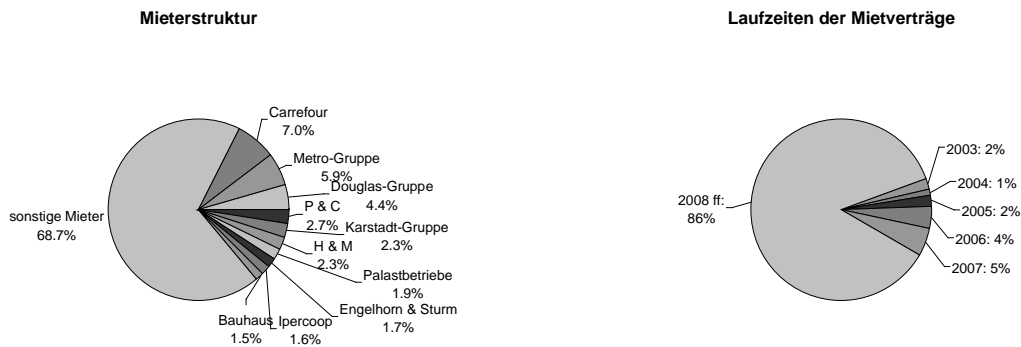 Mieterstruktur
Carrefour
7.0%
Metro-Gruppe
5.9%
Douglas-Gruppe
4.4%
P & C
2.7%
Karstadt-Gruppe
2.3%
H & M
2.3%
Palastbetriebe
1.9%
Engelhorn & Sturm
1.7%
Ipercoop
1.6%
Bauhaus
1.5%
sonstige Mieter
68.7%
Laufzeiten der Mietverträge
2003: 2%
2004: 1%
2005: 2%
2006: 4%
2007: 5%
2008 ff:
86%